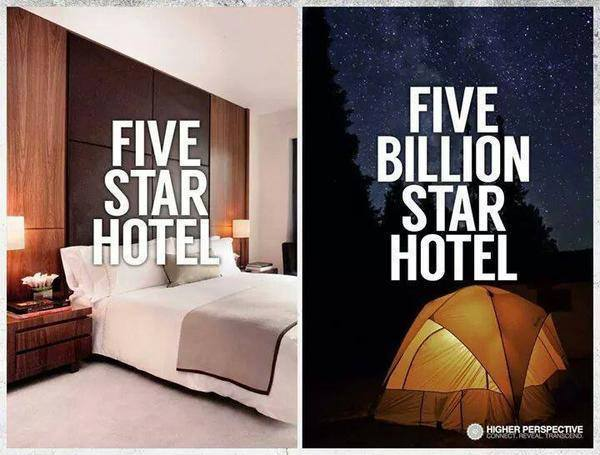 FIVE
STAR
HOTEL
FIVE
BILLION
STAR
HOTEL
HIGHER PERSPECTIVE
CONNECT. REVEAL. TRANSCEND.